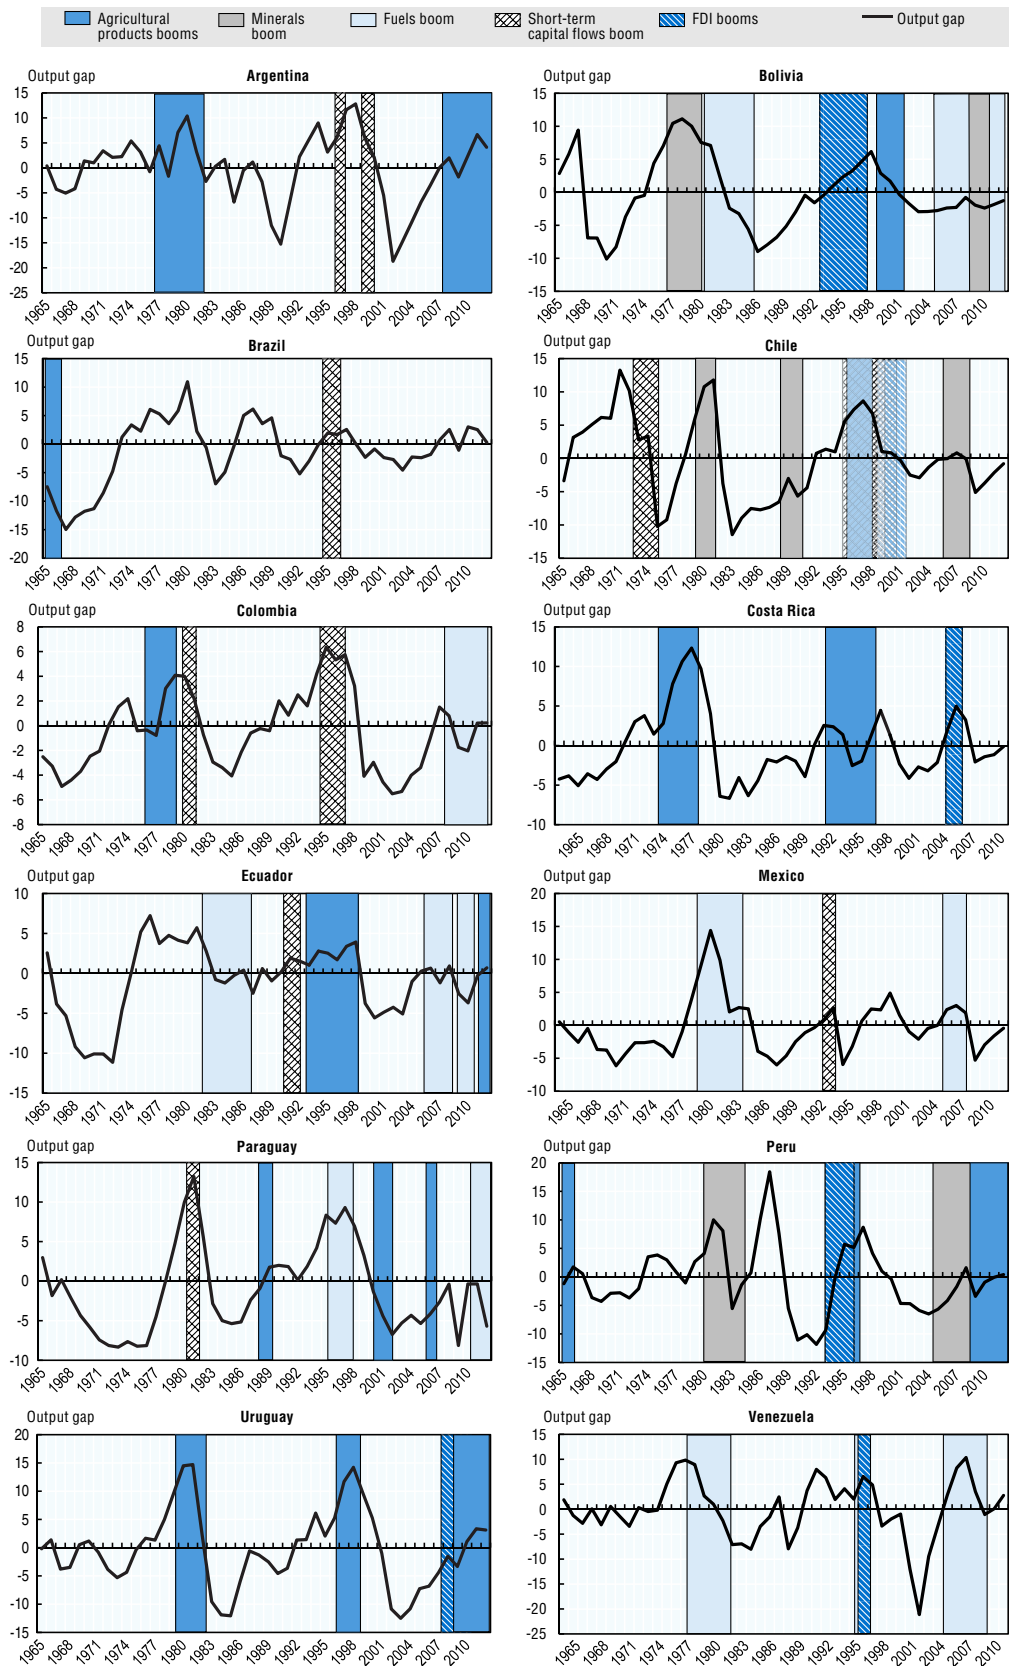 Agricultural products booms
Minerals boom
Fuels boom
Short-term capital flows boom
FDI booms
Output gap
Output gap
Argentina
15
10
5
0
-5
-10
-15
-20
-25
1965 1968 1971 1974 1977 1980 1983 1986 1989 1992 1995 1998 2001 2004 2007 2010
Output gap
Bolivia
15
10
5
0
-5
-10
-15
1965 1968 1971 1974 1977 1980 1983 1986 1989 1992 1995 1998 2001 2004 2007 2010
Output gap
Brazil
15
10
5
0
-5
-10
-15
-20
1965 1968 1971 1974 1977 1980 1983 1986 1989 1992 1995 1998 2001 2004 2007 2010
Output gap
Chile
15
10
5
0
-5
-10
-15
1965 1968 1971 1974 1977 1980 1983 1986 1989 1992 1995 1998 2001 2004 2007 2010
Output gap
Colombia
8
6
4
2
0
-2
-4
-6
-8
1965 1968 1971 1974 1977 1980 1983 1986 1989 1992 1995 1998 2001 2004 2007 2010
Output gap
Costa Rica
15
10
5
0
-5
-10
1965 1968 1971 1974 1977 1980 1983 1986 1989 1992 1995 1998 2001 2004 2007 2010
Output gap
Ecuador
10
5
0
-5
-10
-15
1965 1968 1971 1974 1977 1980 1983 1986 1989 1992 1995 1998 2001 2004 2007 2010
Output gap
Mexico
20
15
10
5
0
-5
-10
1965 1968 1971 1974 1977 1980 1983 1986 1989 1992 1995 1998 2001 2004 2007 2010
Output gap
Paraguay
15
10
5
0
-5
-10
1965 1968 1971 1974 1977 1980 1983 1986 1989 1992 1995 1998 2001 2004 2007 2010
Output gap
Peru
20
15
10
5
0
-5
-10
-15
1965 1968 1971 1974 1977 1980 1983 1986 1989 1992 1995 1998 2001 2004 2007 2010
Output gap
Uruguay
20
15
10
5
0
-5
-10
-15
1965 1968 1971 1974 1977 1980 1983 1986 1989 1992 1995 1998 2001 2004 2007 2010
Output gap
Venezuela
15
10
5
0
-5
-10
-15
-20
-25
1965 1968 1971 1974 1977 1980 1983 1986 1989 1992 1995 1998 2001 2004 2007 2010